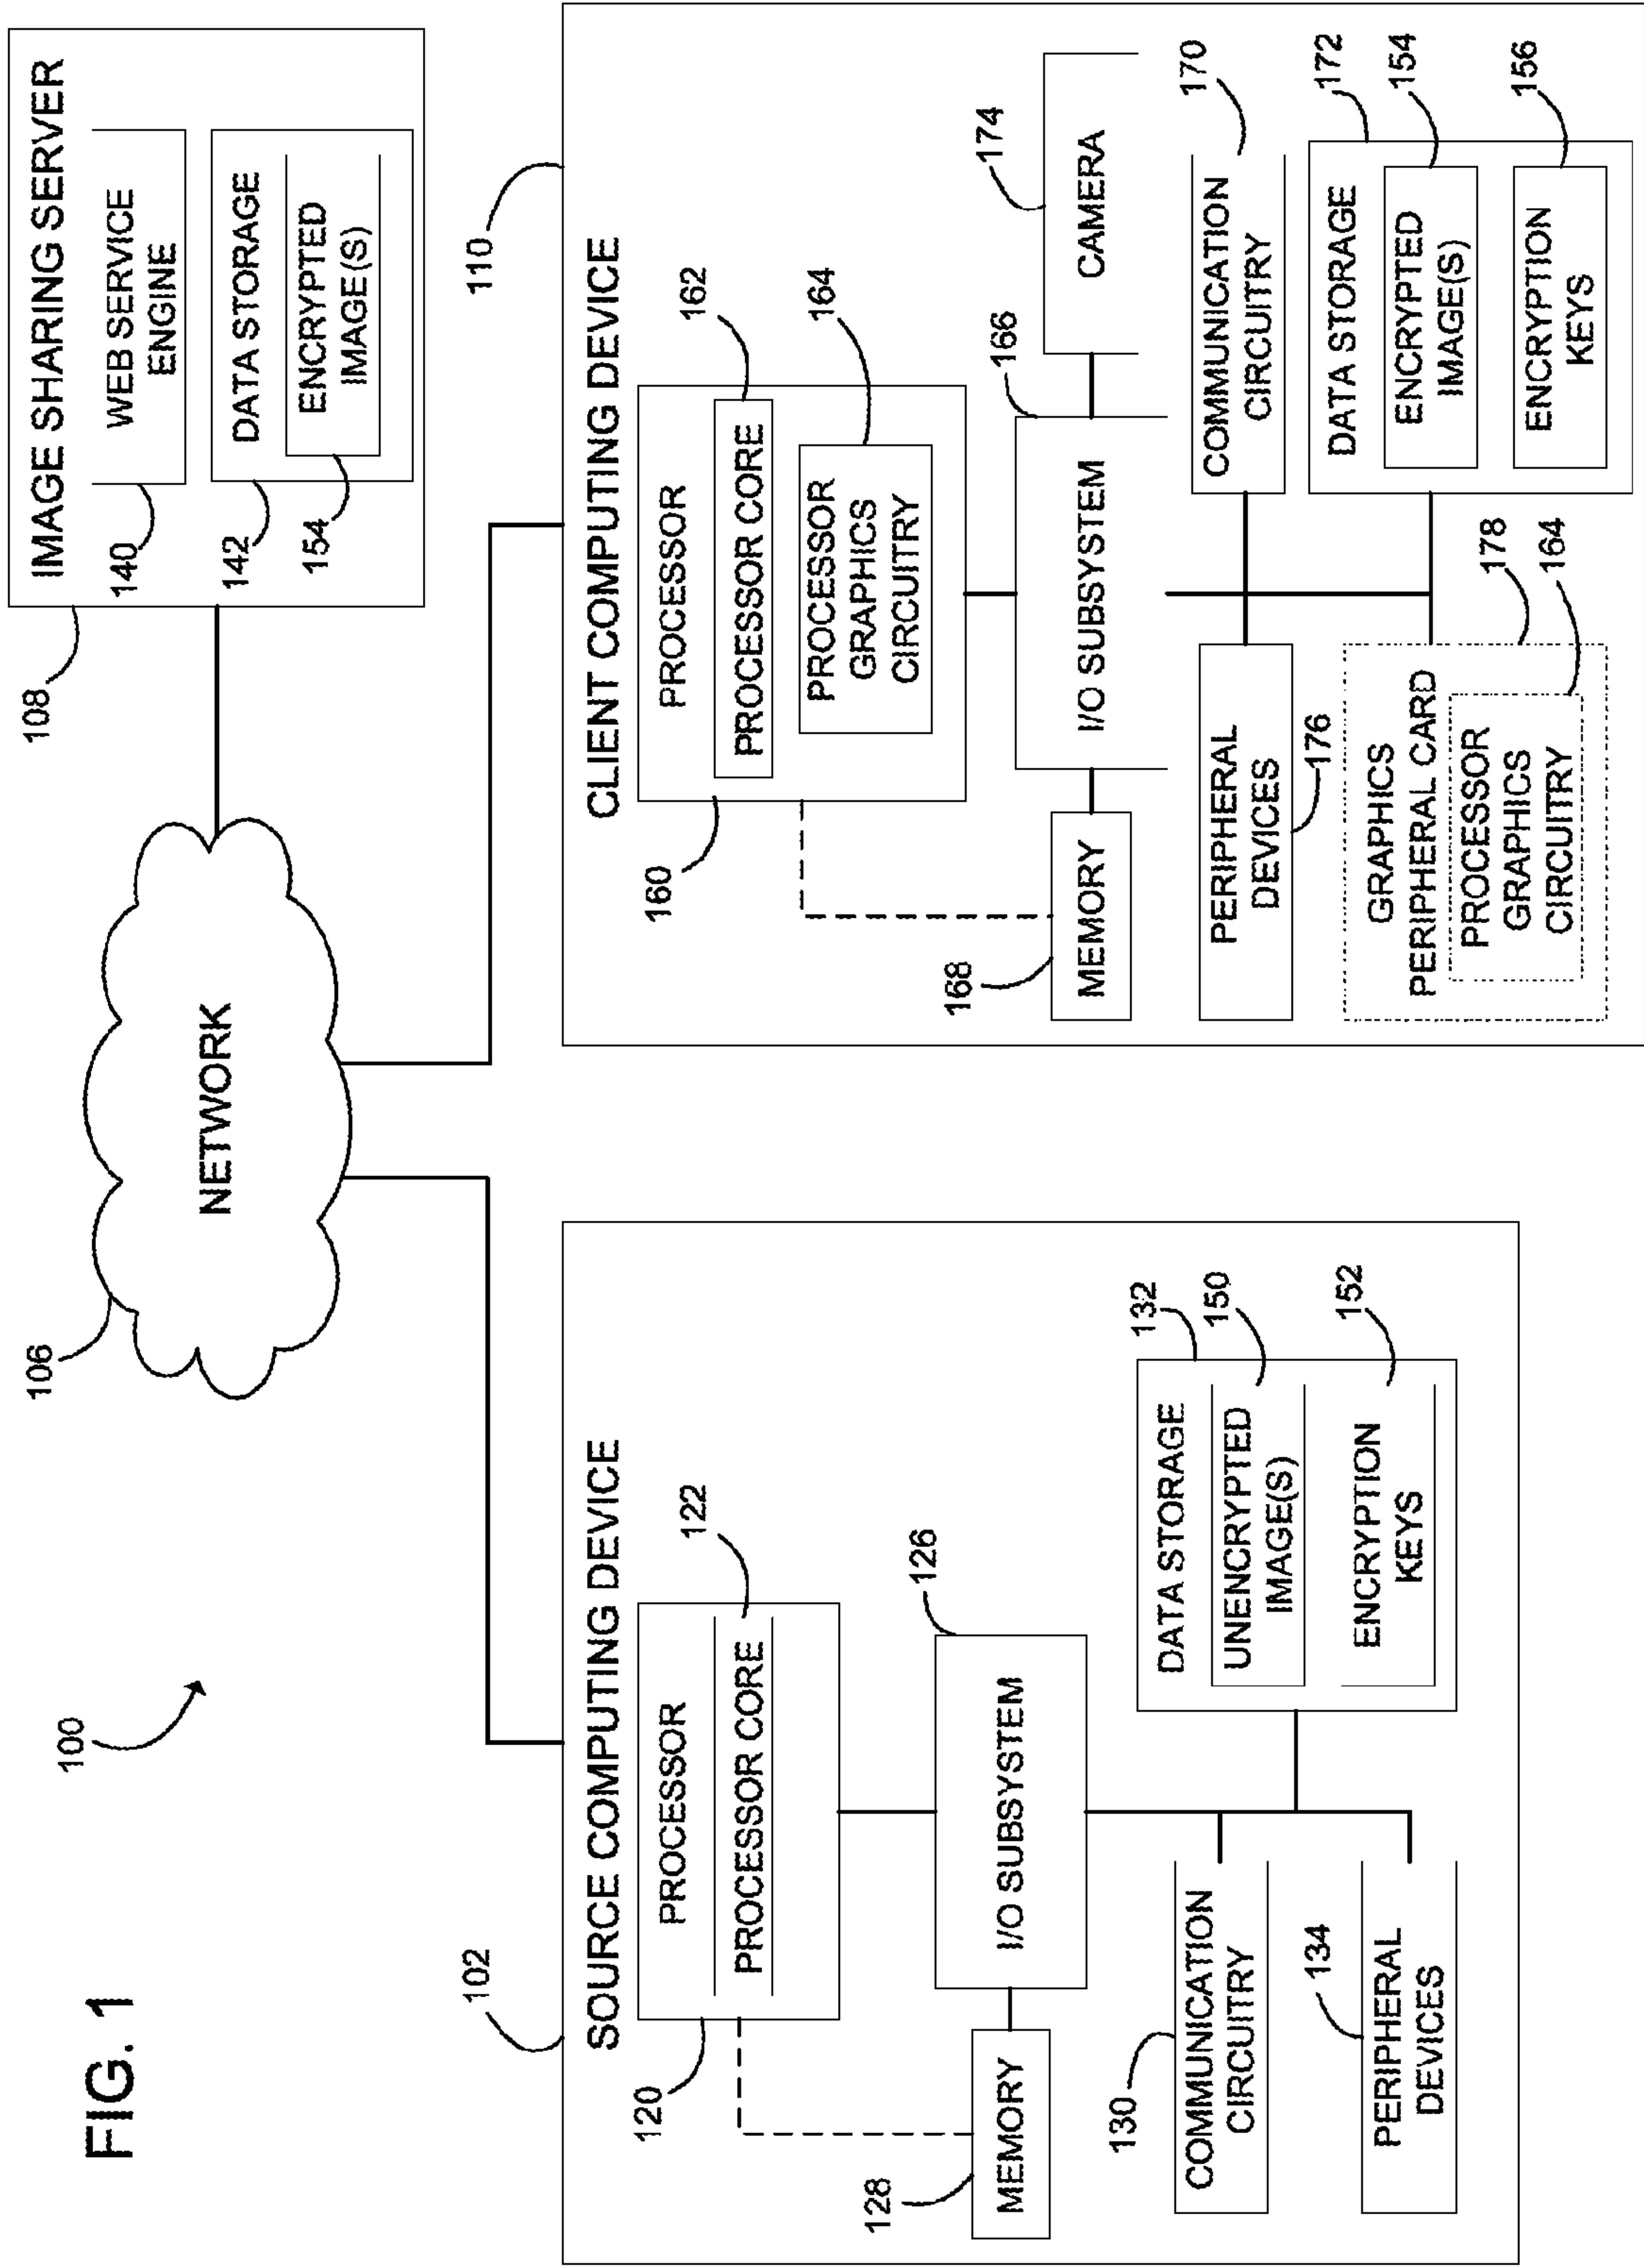 FIG. 1
100
106
NETWORK
108
IMAGE SHARING SERVER
140
WEB SERVICE
ENGINE
142
DATA STORAGE
154
ENCRYPTED
IMAGE(S)
102
SOURCE COMPUTING DEVICE
120
PROCESSOR
122
PROCESSOR CORE
126
I/O SUBSYSTEM
128
MEMORY
130
COMMUNICATION
CIRCUITRY
134
PERIPHERAL
DEVICES
132
DATA STORAGE
150
UNENCRYPTED
IMAGE(S)
152
ENCRYPTION
KEYS
110
CLIENT COMPUTING DEVICE
160
PROCESSOR
162
PROCESSOR CORE
164
PROCESSOR
GRAPHICS
CIRCUITRY
166
I/O SUBSYSTEM
168
MEMORY
174
CAMERA
170
COMMUNICATION
CIRCUITRY
PERIPHERAL
DEVICES
176
172
DATA STORAGE
154
ENCRYPTED
IMAGE(S)
156
ENCRYPTION
KEYS
178
GRAPHICS
PERIPHERAL CARD
164
PROCESSOR
GRAPHICS
CIRCUITRY